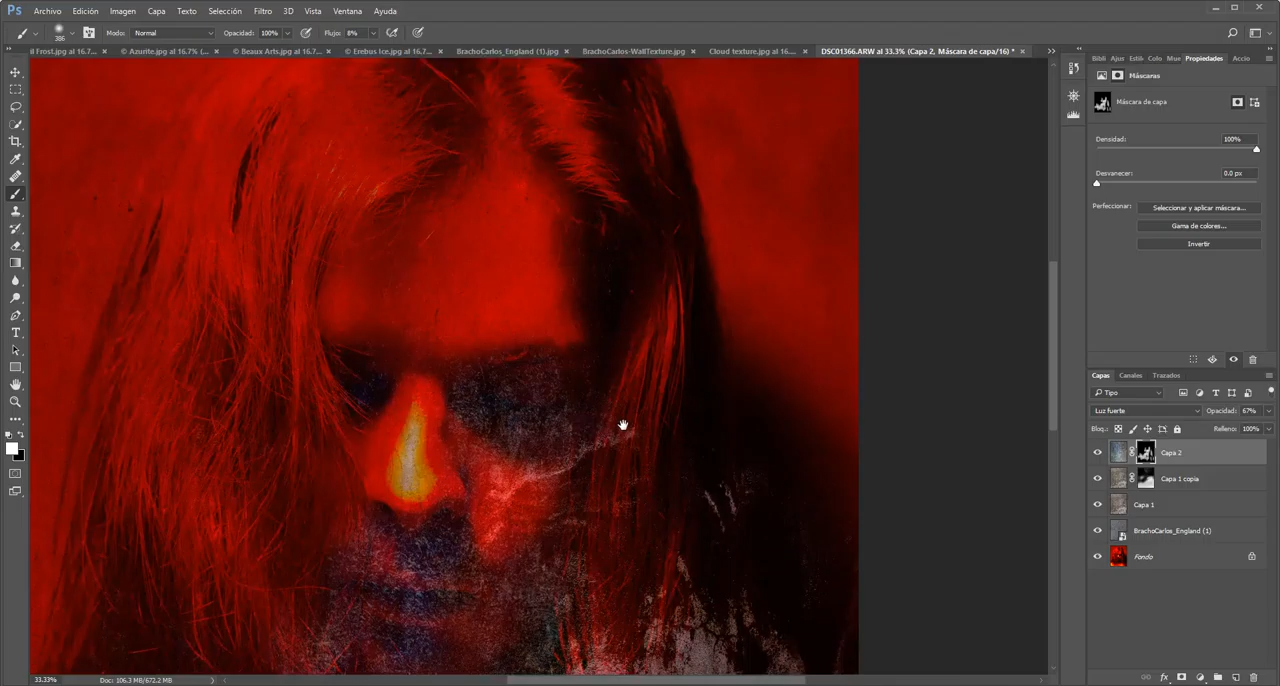 Ps Archivo Edición Imagen Capa Texto Selección Filtro 3D Vista Ventana Ayuda
386 Modo: Normal Opacidad: 100% Flujo: 8%
il Frost.jpg al 16.7% ... × © Azurite.jpg al 16.7% (... × © Beaux Arts.jpg al 16.7... × © Erebus Ice.jpg al 16.7... × BrachoCarlos_England (1).jpg × BrachoCarlos-WallTexture.jpg × Cloud texture.jpg al 16.... × DSC01366.ARW al 33.3% (Capa 2, Máscara de capa/16) * ×
Bibli Ajus Estil Colo Mue Propiedades Accio
Máscaras
Máscara de capa
Densidad: 100%
Desvanecer: 0.0 px
Perfeccionar: Seleccionar y aplicar máscara...
Gama de colores...
Invertir
Capas Canales Trazados
Tipo
Luz fuerte Opacidad: 67%
Bloq.: Relleno: 100%
Capa 2
Capa 1 copia
Capa 1
BrachoCarlos_England (1)
Fondo
33.33% Doc: 106.3 MB/672.2 MB